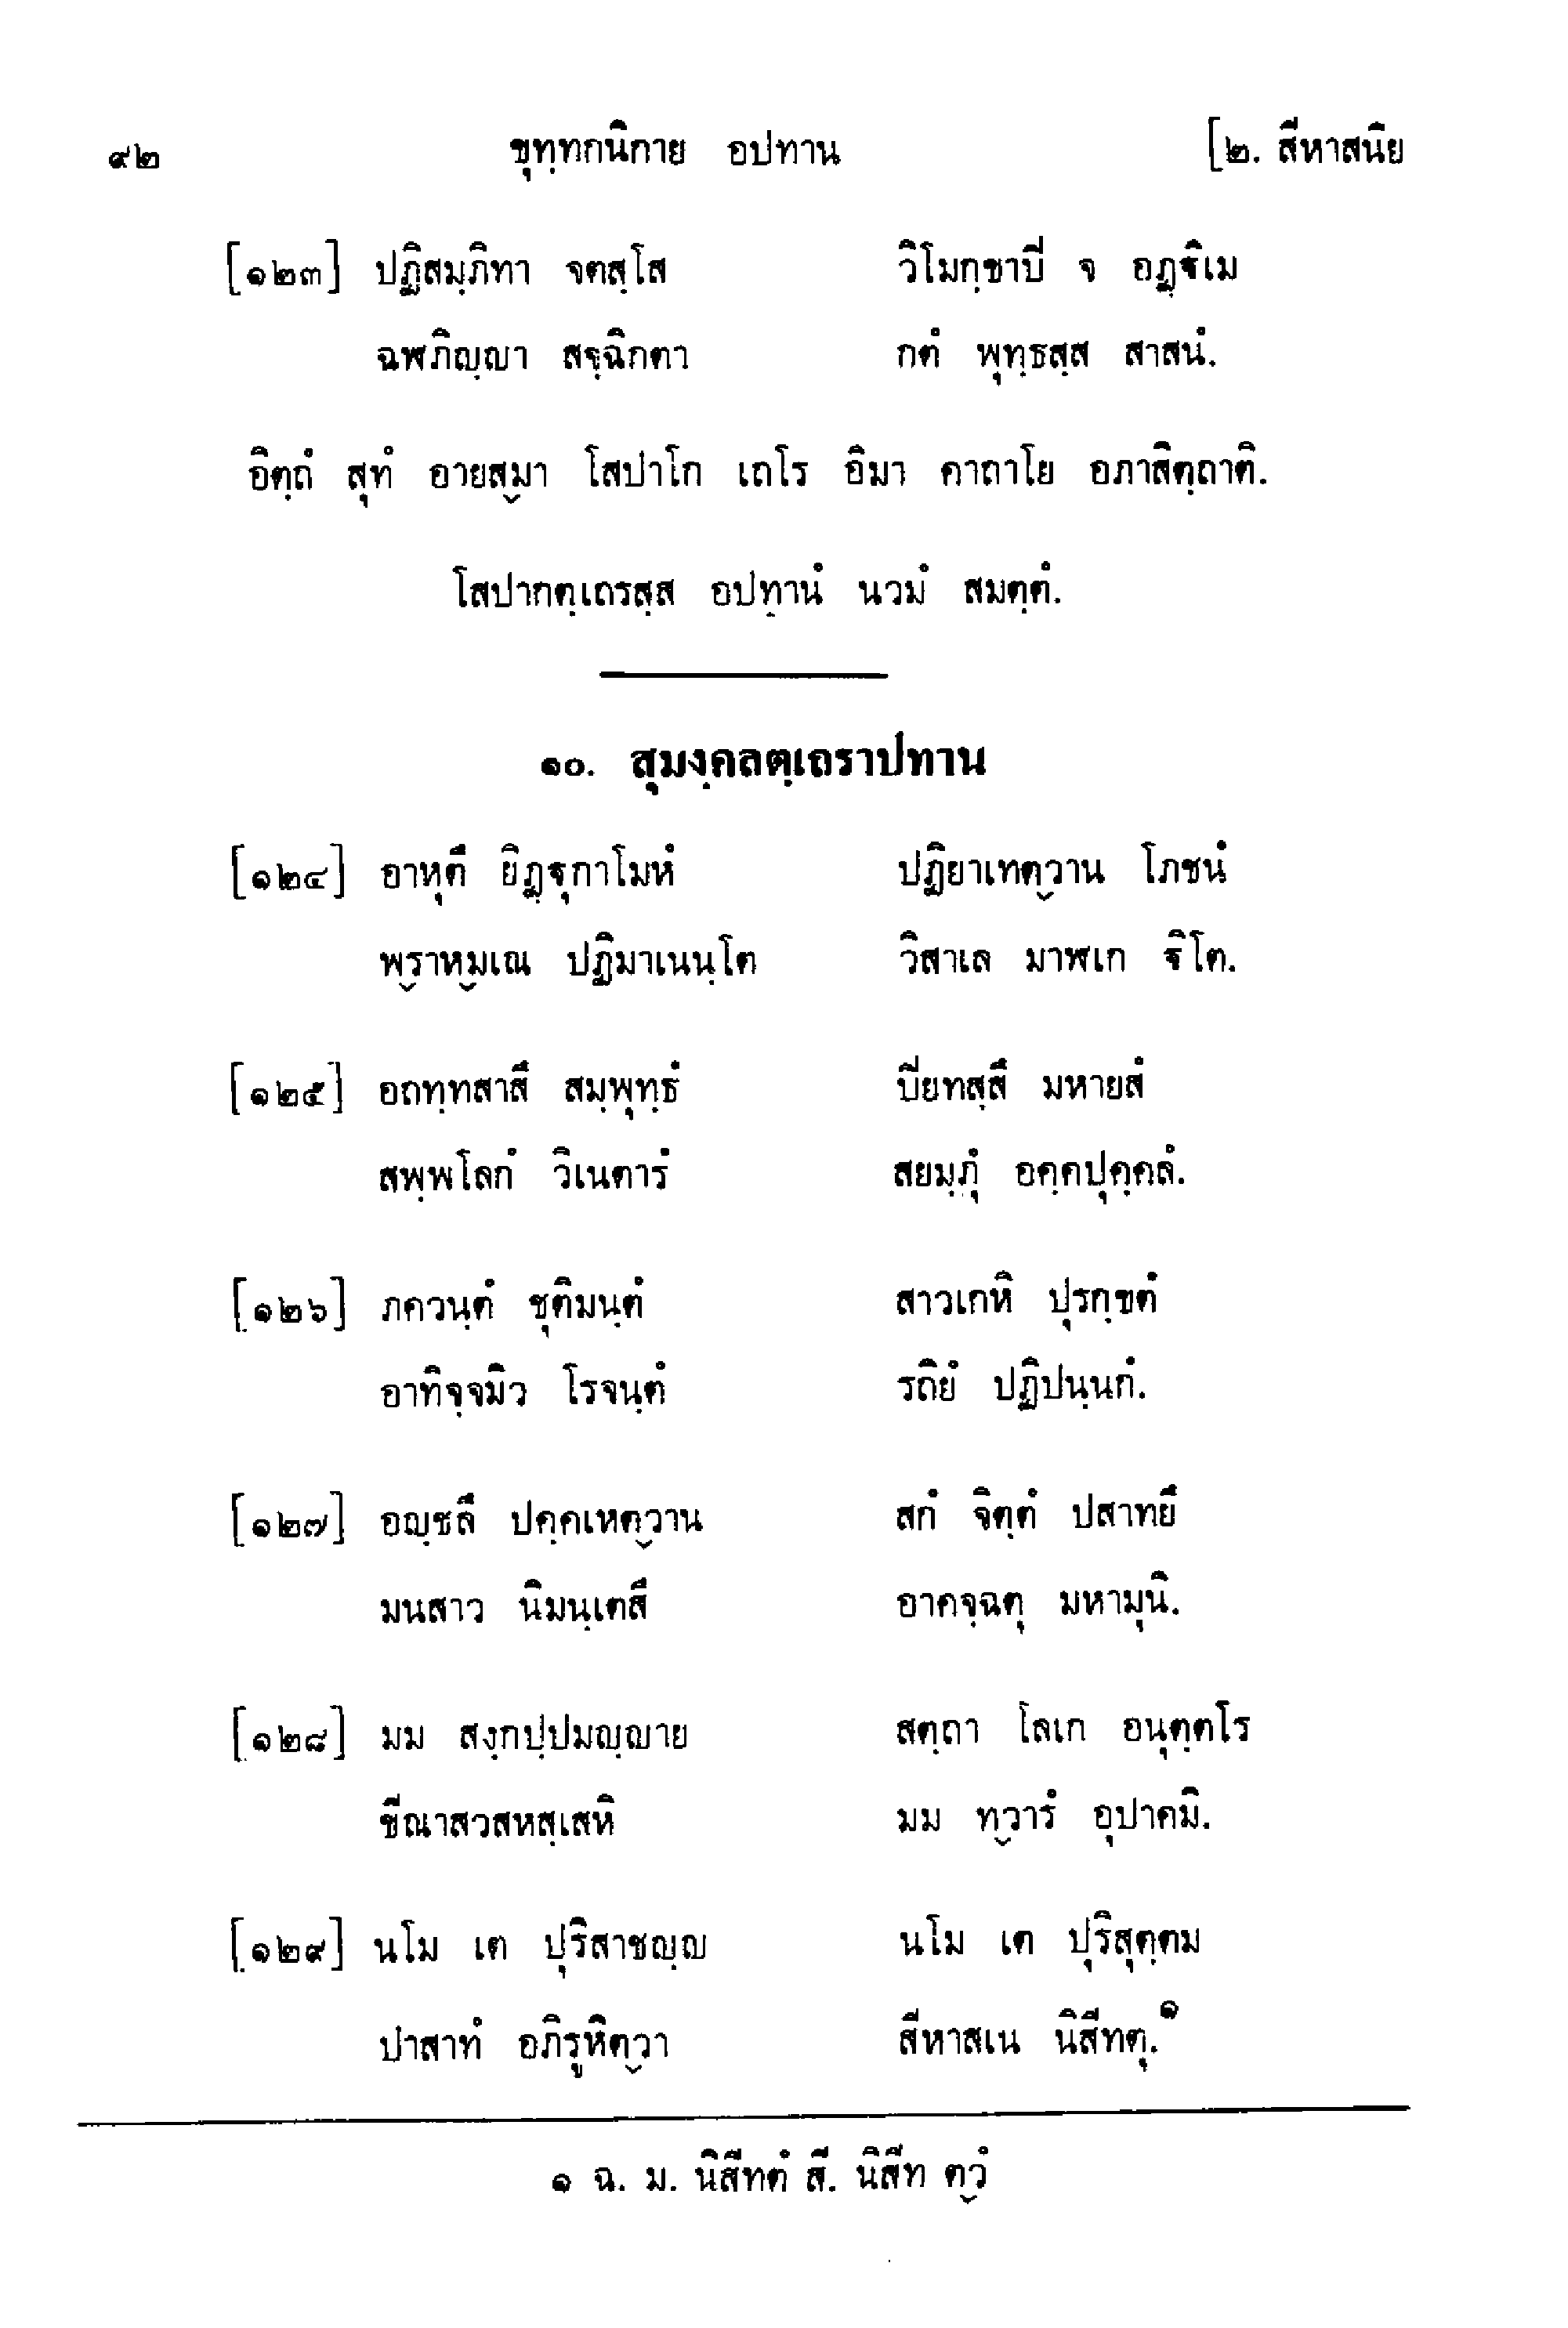 ๙๒ ขุทฺทกนิกาย อปทาน [๒. สีหาสนีย
[๑๒๓] ปฏิสมฺภิทา จตสฺโส วิโมกฺขาปิ จ อฏฺฐิเม
ฉฬภิญฺญา สจฺฉิกตา กตํ พุทฺธสฺส สาสนํ.
อิตฺถํ สุทํ อายสฺมา โสปาโก เถโร อิมา คาถาโย อภาสิตฺถาติ.
โสปากตฺเถรสฺส อปทฺานํ นวมํ สมตฺตํ.
๑๐. สุมงฺคลตฺเถราปทาน
[๑๒๔] อาหุตึ ยิฏฺฐุกาโมหํ ปฏิยาเทตฺวาน โภชนํ
พฺราหฺมเณ ปฏิมาเนนฺโต วิสาเล มาฬเก ฐิโต.
[๑๒๕] อถทฺทสาสึ สมฺพุทฺธํ ปิยทสฺสึ มหายสํ
สพฺพโลกํ วิเนตารํ สยมฺภุํ อคฺคปุคฺคลํ.
[๑๒๖] ภควนฺตํ ชุติมนฺตํ สาวเกหิ ปุรกฺขตํ
อาทิจฺจมิว โรจนฺตํ รถิยํ ปฏิปนฺนกํ.
[๑๒๗] อญฺชลึ ปคฺคเหตฺวาน สกํ จิตฺตํ ปสาทยึ
มนสาว นิมนฺเตสึ อาคจฺฉตุ มหามุนิ.
[๑๒๘] มม สงฺกปฺปมญฺญาย สตฺถา โลเก อนุตฺตโร
ขีณาสวสหสฺเสหิ มม ทฺวารํ อุปาคมิ.
[๑๒๙] นโม เต ปุริสาชญฺญ นโม เต ปุริสุตฺตม
ปาสาทํ อภิรูหิตฺวา สีหาสเน นิสีทตุ.๑
๑ ฉ. ม. นิสีทตํ สี. นิสีท ตฺวํ